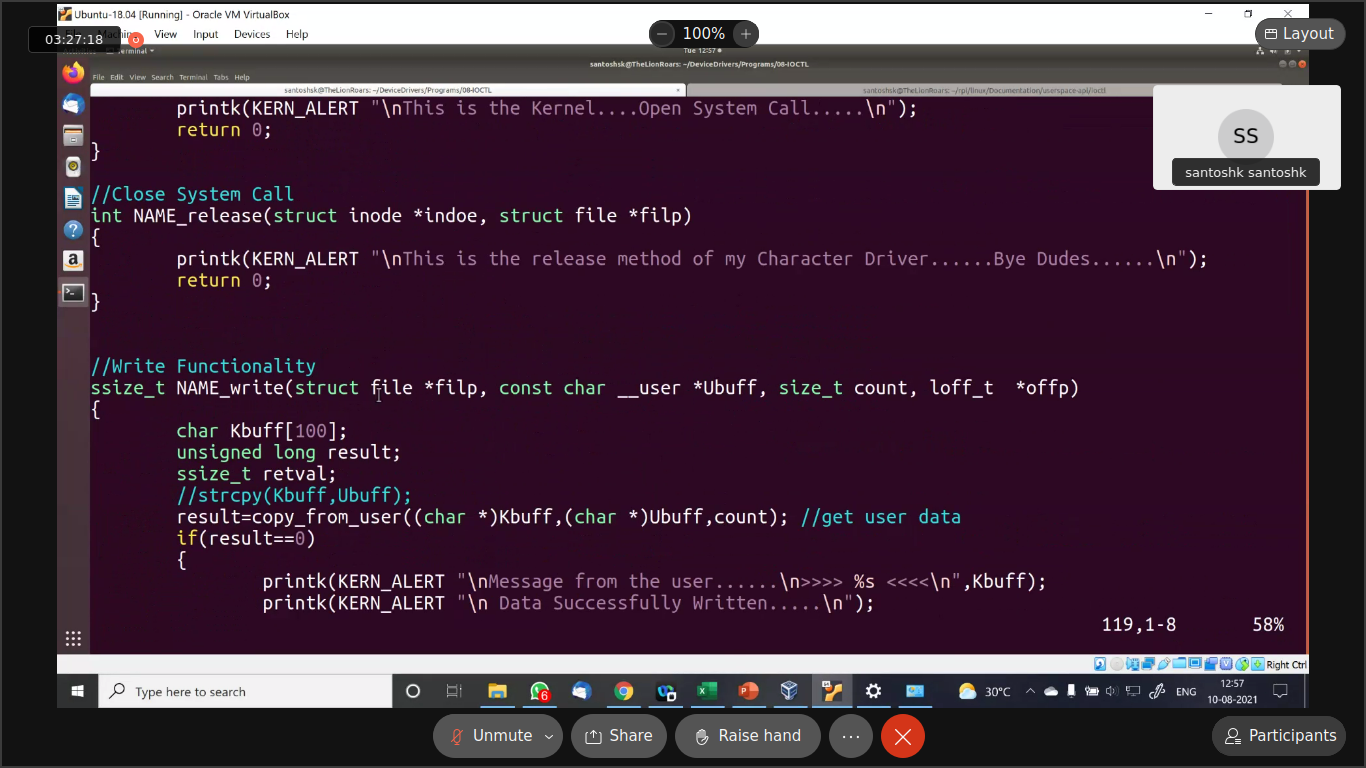 Ubuntu-18.04 [Running] - Oracle VM VirtualBox
03:27:18
View Input Devices Help
100%
Layout
Terminal
Tue 12:57
santoshsk@TheLionRoars: ~/DeviceDrivers/Programs/08-IOCTL
File Edit View Search Terminal Tabs Help
santoshsk@TheLionRoars: ~/DeviceDrivers/Programs/08-IOCTL
santoshsk@TheLionRoars: ~/rpi/linux/Documentation/userspace-api/ioctl
printk(KERN_ALERT "\nThis is the Kernel....Open System Call.....\n");
return 0;
}
SS
santoshk santoshk
//Close System Call
int NAME_release(struct inode *indoe, struct file *filp)
{
printk(KERN_ALERT "\nThis is the release method of my Character Driver......Bye Dudes......\n");
return 0;
}
//Write Functionality
ssize_t NAME_write(struct file *filp, const char __user *Ubuff, size_t count, loff_t  *offp)
{
char Kbuff[100];
unsigned long result;
ssize_t retval;
//strcpy(Kbuff,Ubuff);
result=copy_from_user((char *)Kbuff,(char *)Ubuff,count); //get user data
if(result==0)
{
printk(KERN_ALERT "\nMessage from the user......\n>>>> %s <<<<\n",Kbuff);
printk(KERN_ALERT "\n Data Successfully Written.....\n");
119,1-8 58%
Right Ctrl
Type here to search
6
30°C
ENG
12:57
10-08-2021
Unmute
Share
Raise hand
Participants